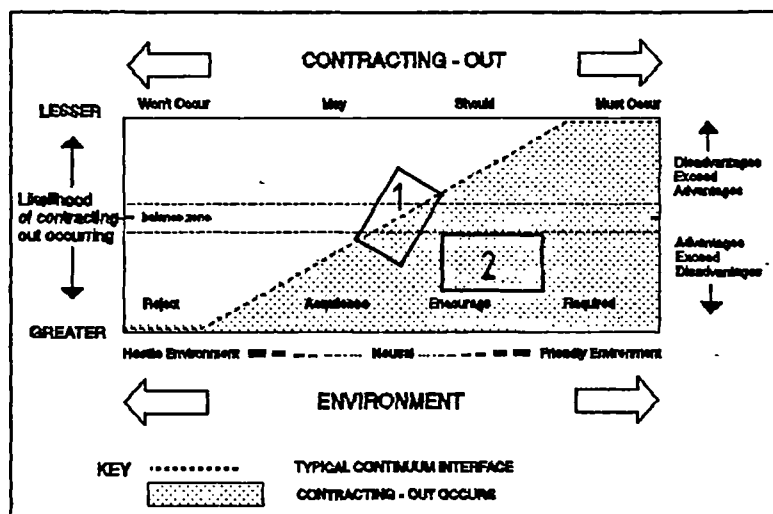 CONTRACTING - OUT
Won't Occur May Should Must Occur
LESSER
Disadvantages
Exceed
Advantages
1
Likelihood
of contracting
out occurring
balance zone
Advantages
Exceed
Disadvantages
2
Reject Acquiesce Encourage Required
GREATER
Hostile Environment Neutral Friendly Environment
ENVIRONMENT
KEY TYPICAL CONTINUUM INTERFACE
CONTRACTING - OUT OCCURS